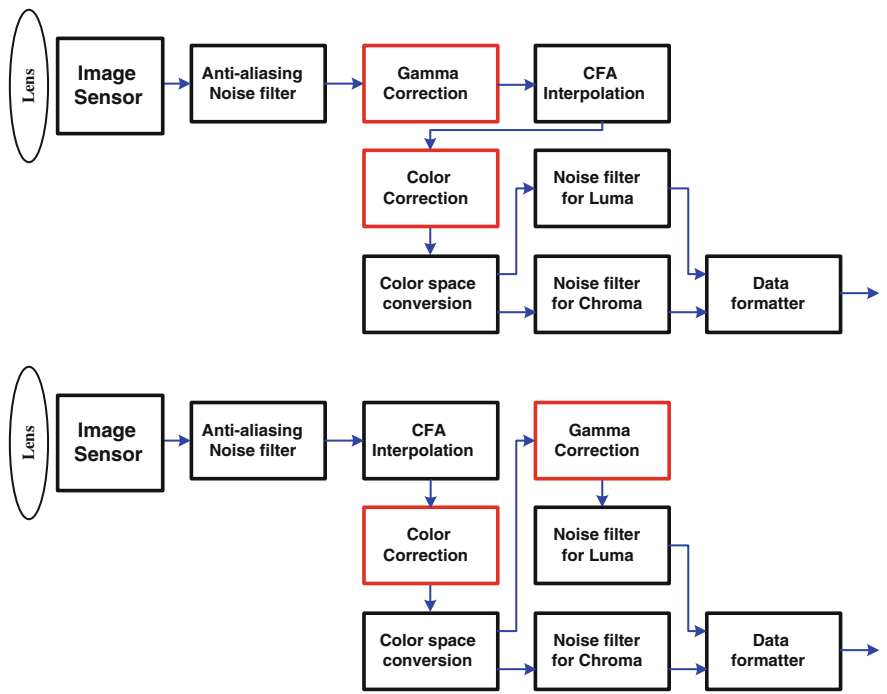 Lens
Image
Sensor
Anti-aliasing
Noise filter
Gamma
Correction
CFA
Interpolation
Color
Correction
Noise filter
for Luma
Color space
conversion
Noise filter
for Chroma
Data
formatter
Lens
Image
Sensor
Anti-aliasing
Noise filter
CFA
Interpolation
Gamma
Correction
Color
Correction
Noise filter
for Luma
Color space
conversion
Noise filter
for Chroma
Data
formatter